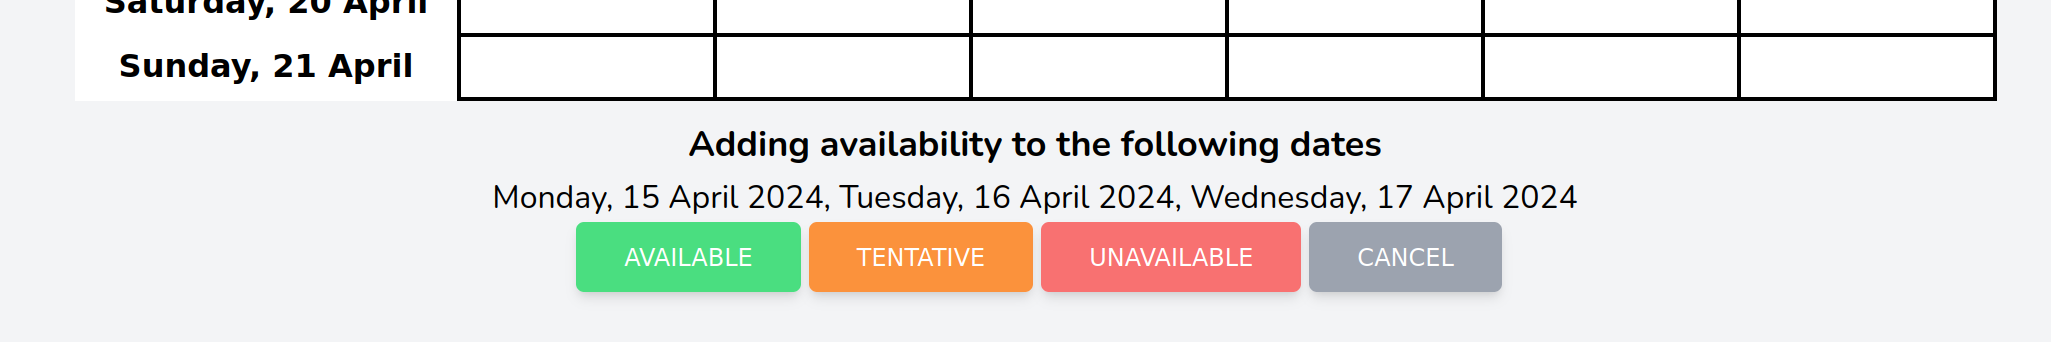 Saturday, 20 April
Sunday, 21 April
Adding availability to the following dates
Monday, 15 April 2024, Tuesday, 16 April 2024, Wednesday, 17 April 2024
AVAILABLE TENTATIVE UNAVAILABLE CANCEL